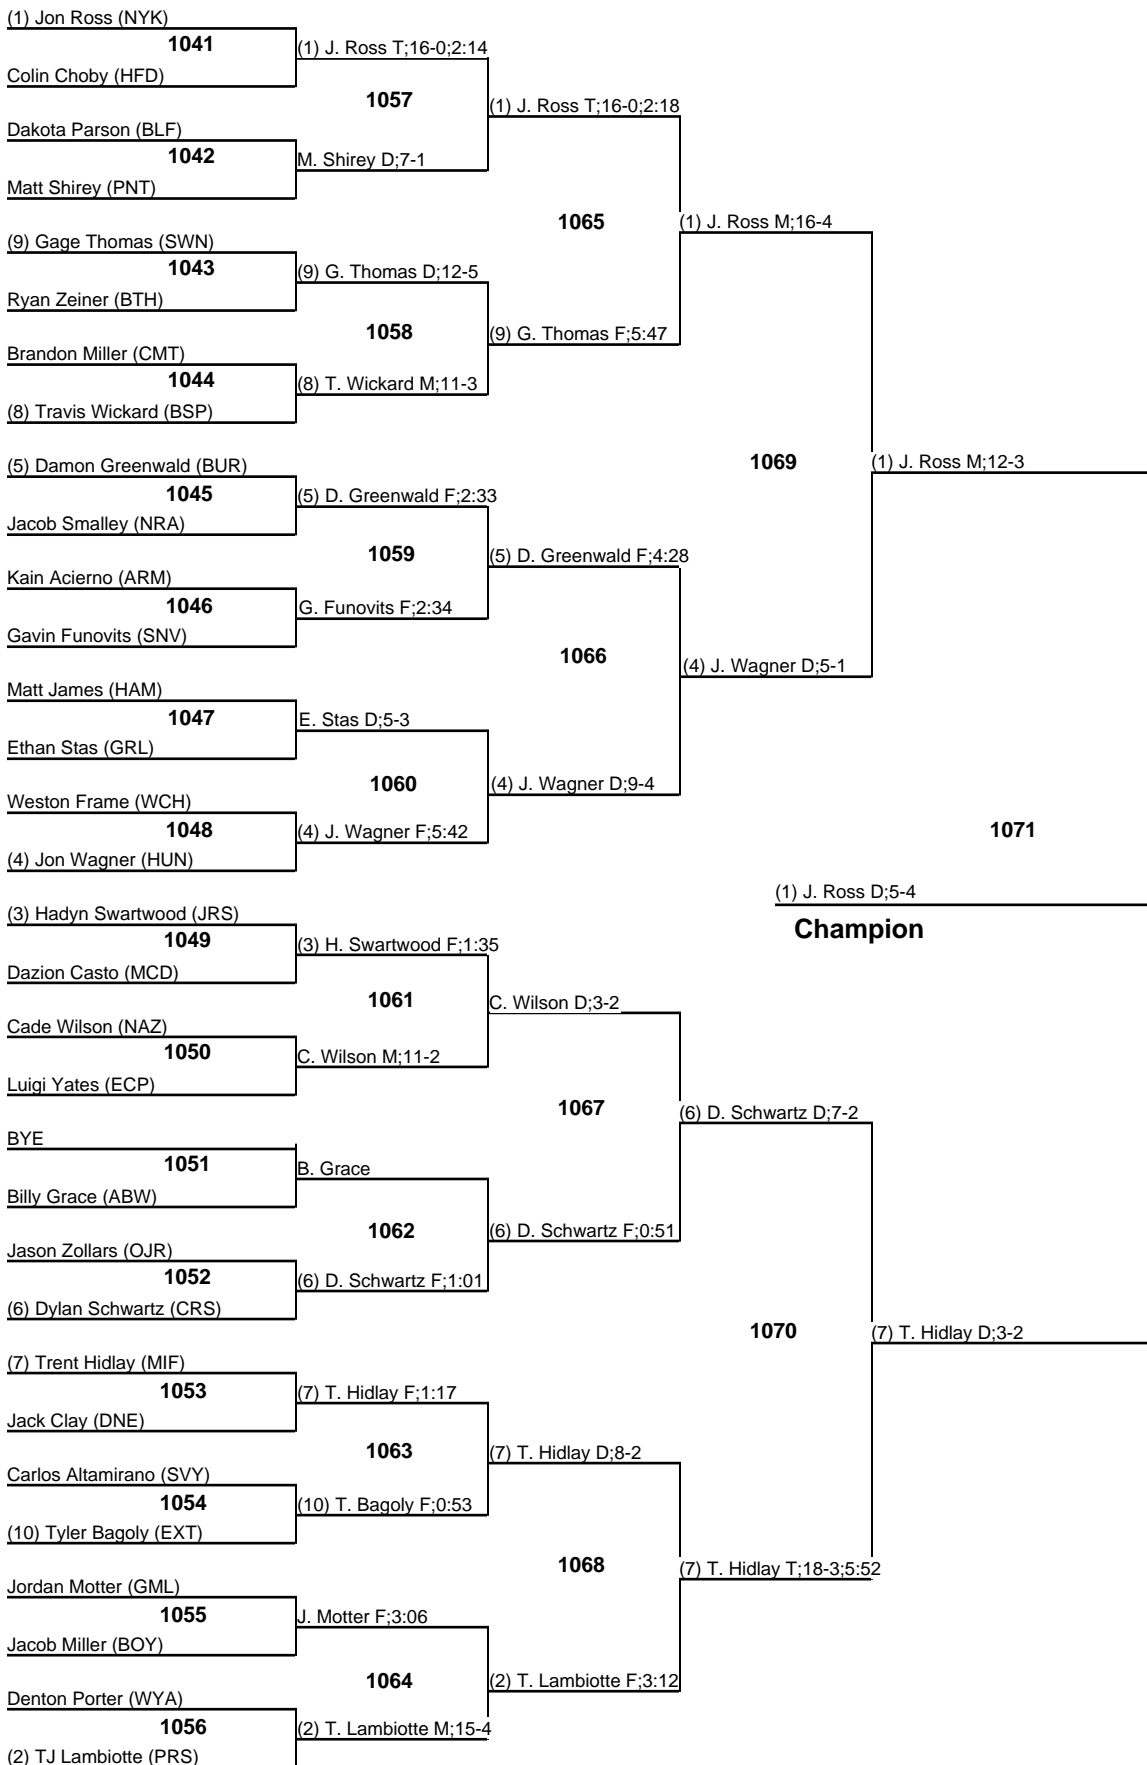 (1) Jon Ross (NYK)
1041
(1) J. Ross T;16-0;2:14
Colin Choby (HFD)
1057
(1) J. Ross T;16-0;2:18
Dakota Parson (BLF)
1042
M. Shirey D;7-1
Matt Shirey (PNT)
1065
(1) J. Ross M;16-4
(9) Gage Thomas (SWN)
1043
(9) G. Thomas D;12-5
Ryan Zeiner (BTH)
1058
(9) G. Thomas F;5:47
Brandon Miller (CMT)
1044
(8) T. Wickard M;11-3
(8) Travis Wickard (BSP)
1069
(1) J. Ross M;12-3
(5) Damon Greenwald (BUR)
1045
(5) D. Greenwald F;2:33
Jacob Smalley (NRA)
1059
(5) D. Greenwald F;4:28
Kain Acierno (ARM)
1046
G. Funovits F;2:34
Gavin Funovits (SNV)
1066
(4) J. Wagner D;5-1
Matt James (HAM)
1047
E. Stas D;5-3
Ethan Stas (GRL)
1060
(4) J. Wagner D;9-4
Weston Frame (WCH)
1048
(4) J. Wagner F;5:42
(4) Jon Wagner (HUN)
1071
(1) J. Ross D;5-4
Champion
(3) Hadyn Swartwood (JRS)
1049
(3) H. Swartwood F;1:35
Dazion Casto (MCD)
1061
C. Wilson D;3-2
Cade Wilson (NAZ)
1050
C. Wilson M;11-2
Luigi Yates (ECP)
1067
(6) D. Schwartz D;7-2
BYE
1051
B. Grace
Billy Grace (ABW)
1062
(6) D. Schwartz F;0:51
Jason Zollars (OJR)
1052
(6) D. Schwartz F;1:01
(6) Dylan Schwartz (CRS)
1070
(7) T. Hidlay D;3-2
(7) Trent Hidlay (MIF)
1053
(7) T. Hidlay F;1:17
Jack Clay (DNE)
1063
(7) T. Hidlay D;8-2
Carlos Altamirano (SVY)
1054
(10) T. Bagoly F;0:53
(10) Tyler Bagoly (EXT)
1068
(7) T. Hidlay T;18-3;5:52
Jordan Motter (GML)
1055
J. Motter F;3:06
Jacob Miller (BOY)
1064
(2) T. Lambiotte F;3:12
Denton Porter (WYA)
1056
(2) T. Lambiotte M;15-4
(2) TJ Lambiotte (PRS)